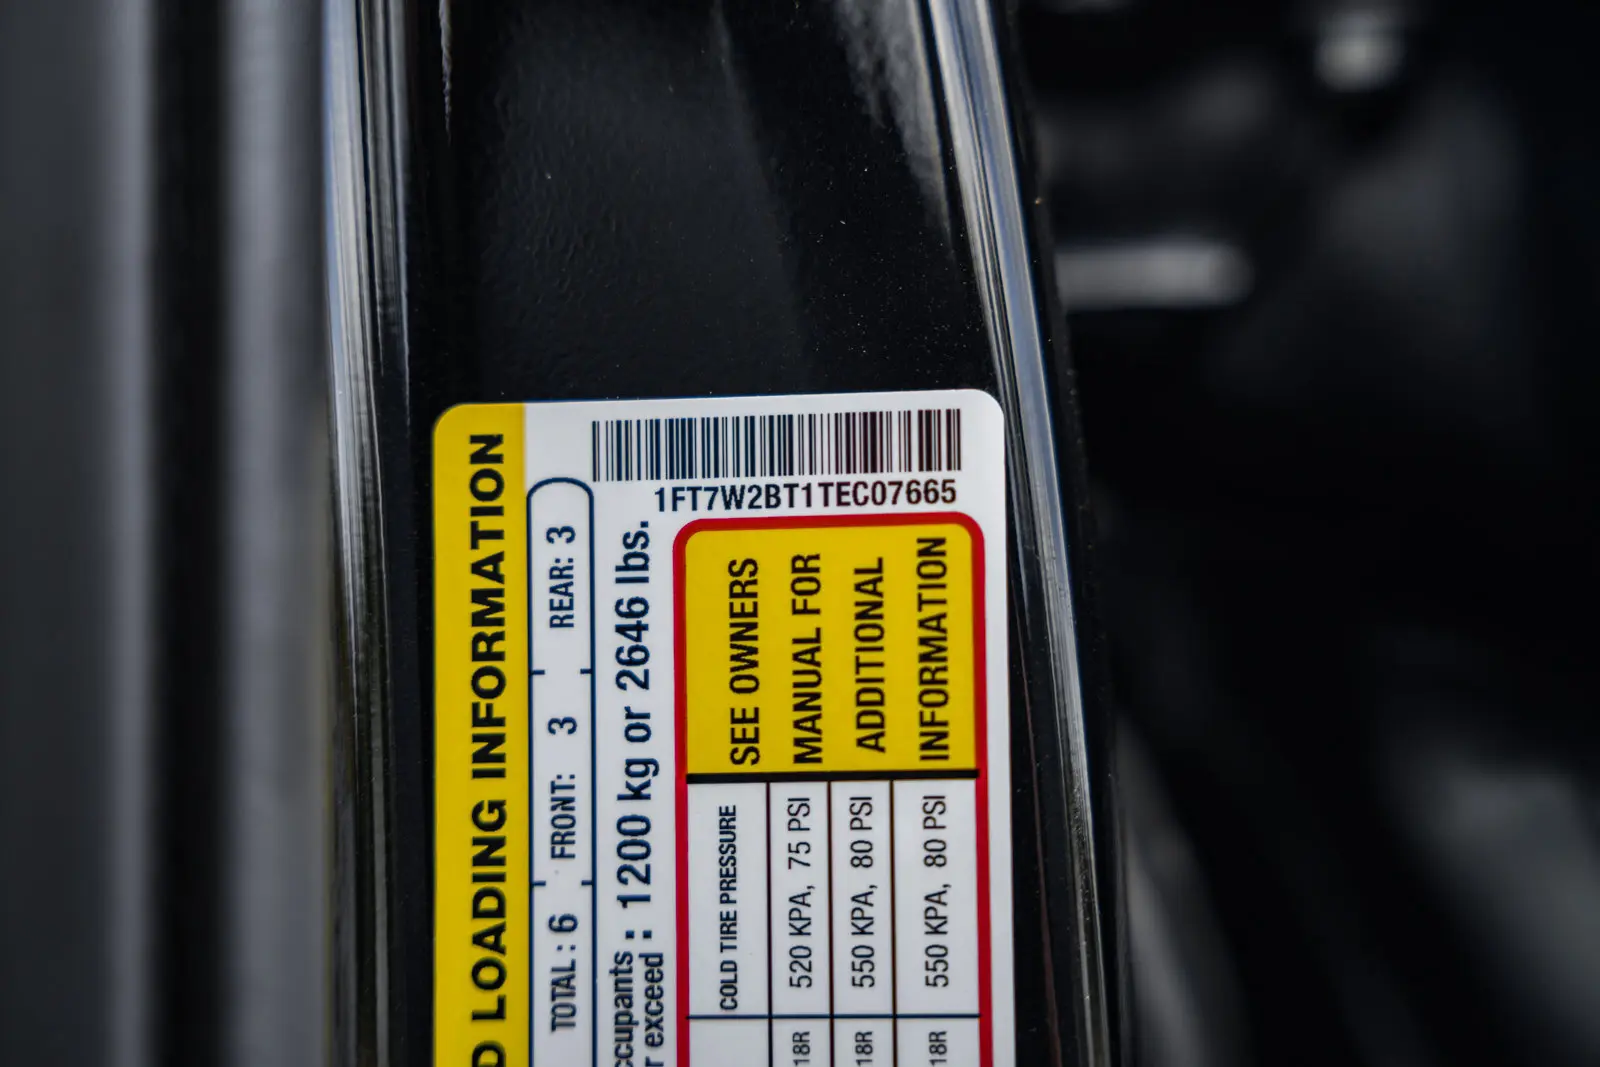 1FT7W2BT1TEC07665
D LOADING INFORMATION
TOTAL : 6 FRONT: 3 REAR: 3
ccupants
r exceed : 1200 kg or 2646 lbs.
COLD TIRE PRESSURE
18R 520 KPA, 75 PSI
18R 550 KPA, 80 PSI
18R 550 KPA, 80 PSI
SEE OWNERS
MANUAL FOR
ADDITIONAL
INFORMATION